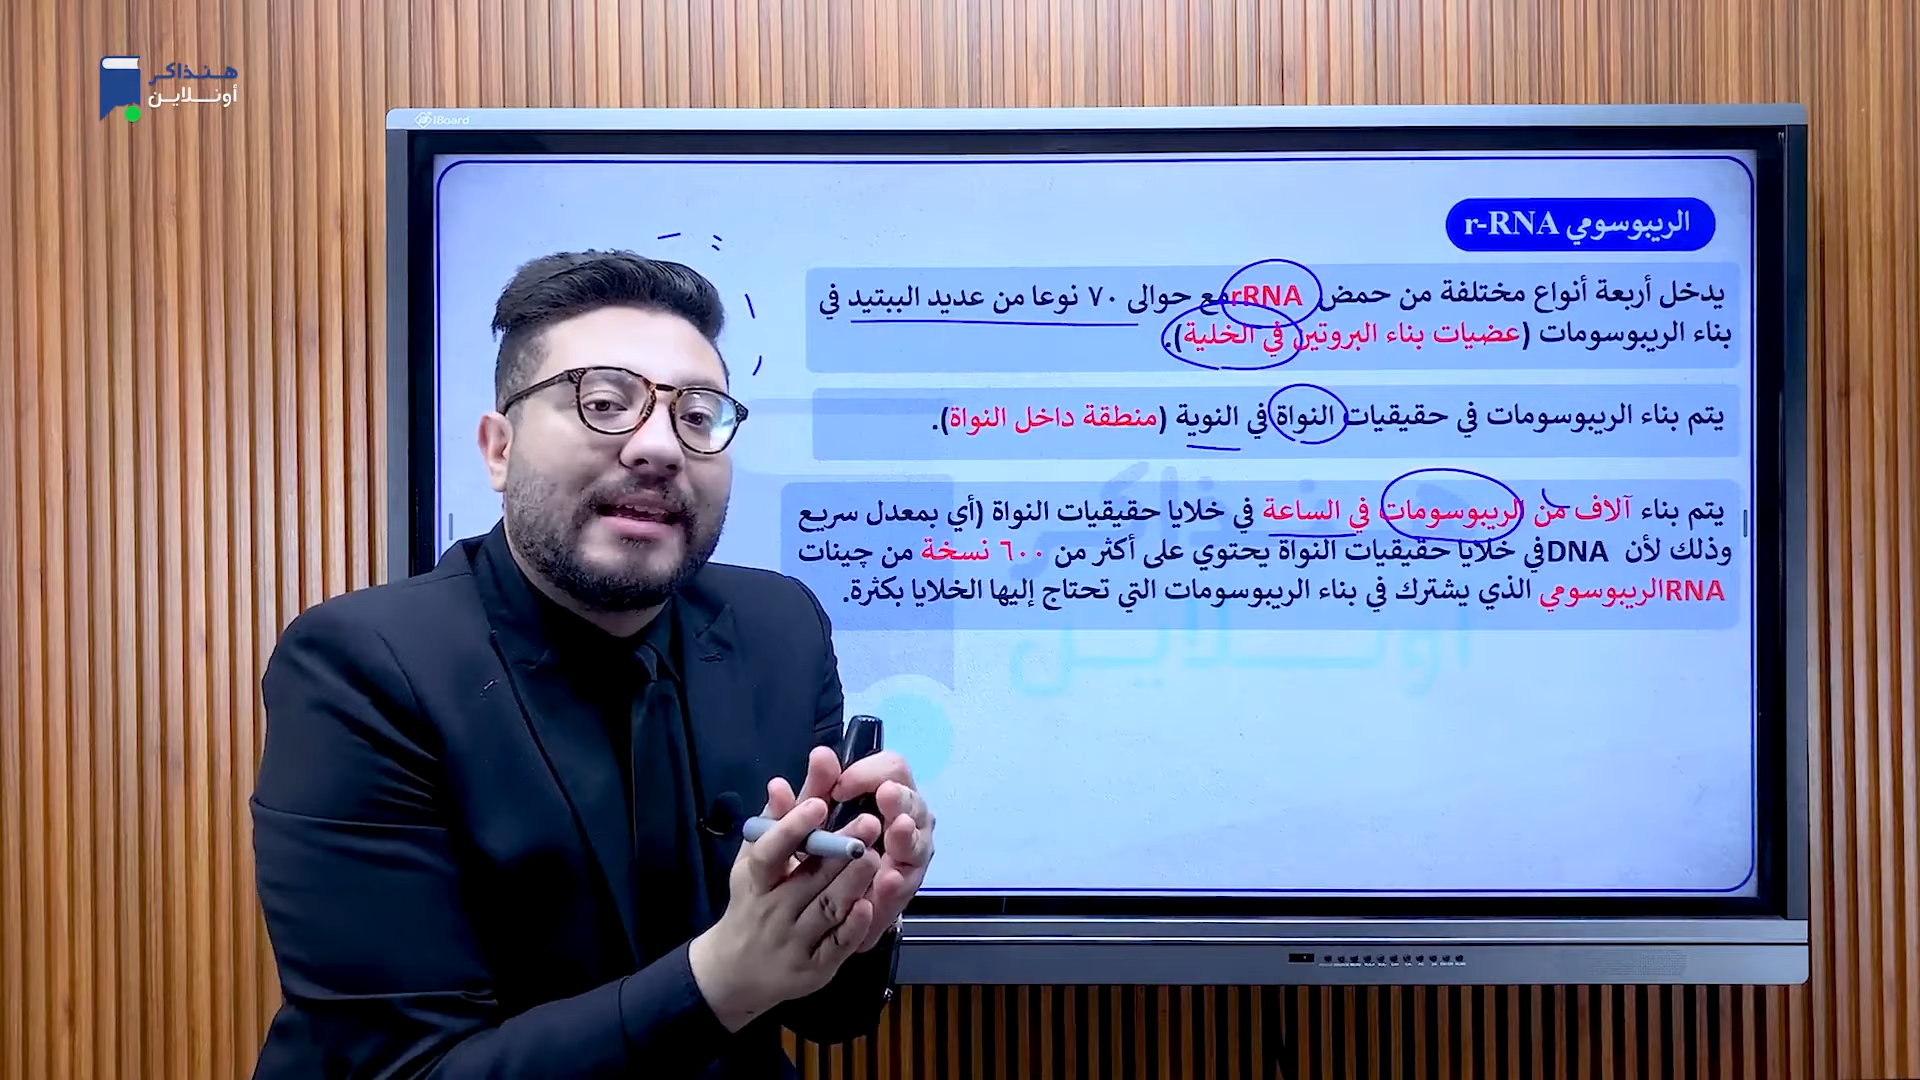 هنذاكر
أونلاين
IBoard
الريبوسومي r-RNA
يدخل أربعة أنواع مختلفة من حمض rRNA مع حوالى ٧٠ نوعا من عديد الببتيد في
بناء الريبوسومات (عضيات بناء البروتين في الخلية).
يتم بناء الريبوسومات في حقيقيات النواة في النوية (منطقة داخل النواة).
يتم بناء آلاف من الريبوسومات في الساعة في خلايا حقيقيات النواة (أي بمعدل سريع
وذلك لأن DNA في خلايا حقيقيات النواة يحتوي على أكثر من ٦٠٠ نسخة من چينات
RNA الريبوسومي الذي يشترك في بناء الريبوسومات التي تحتاج إليها الخلايا بكثرة.
هنذاكر
أونلاين